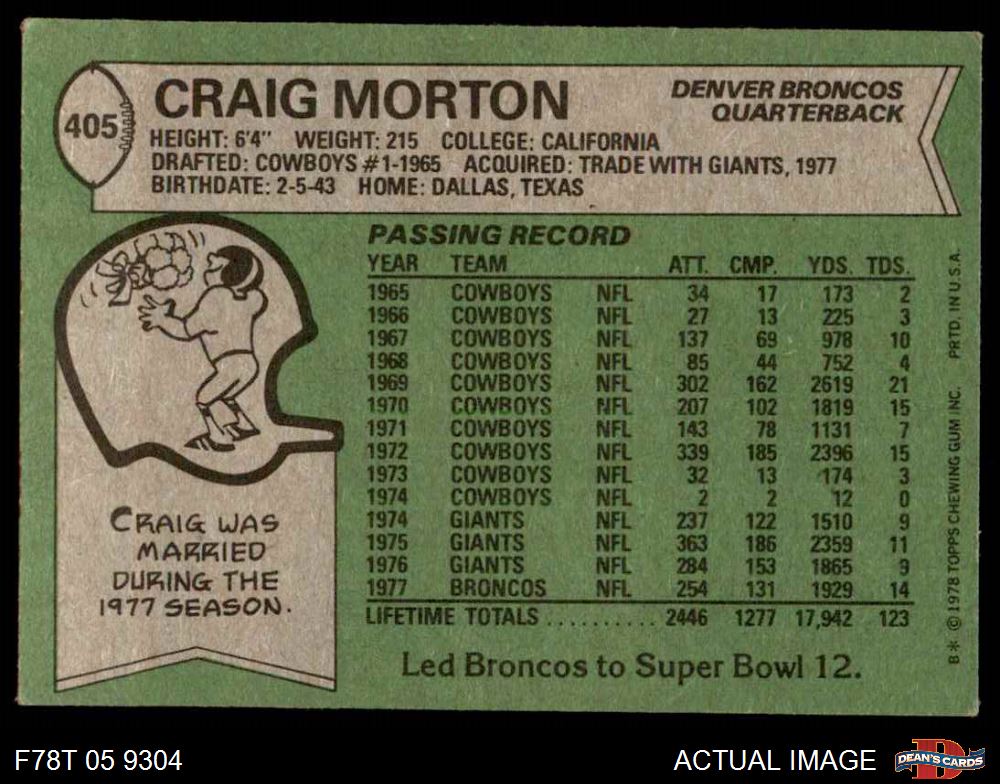 405
CRAIG MORTON
DENVER BRONCOS
QUARTERBACK
HEIGHT: 6'4" WEIGHT: 215 COLLEGE: CALIFORNIA
DRAFTED: COWBOYS #1-1965 ACQUIRED: TRADE WITH GIANTS, 1977
BIRTHDATE: 2-5-43 HOME: DALLAS, TEXAS
PASSING RECORD
YEAR TEAM ATT. CMP. YDS. TDS.
1965 COWBOYS NFL 34 17 173 2
1966 COWBOYS NFL 27 13 225 3
1967 COWBOYS NFL 137 69 978 10
1968 COWBOYS NFL 85 44 752 4
1969 COWBOYS NFL 302 162 2619 21
1970 COWBOYS NFL 207 102 1819 15
1971 COWBOYS NFL 143 78 1131 7
1972 COWBOYS NFL 339 185 2396 15
1973 COWBOYS NFL 32 13 174 3
1974 COWBOYS NFL 2 2 12 0
1974 GIANTS NFL 237 122 1510 9
1975 GIANTS NFL 363 186 2359 11
1976 GIANTS NFL 284 153 1865 9
1977 BRONCOS NFL 254 131 1929 14
LIFETIME TOTALS .......... 2446 1277 17,942 123
Led Broncos to Super Bowl 12.
CRAIG WAS
MARRIED
DURING THE
1977 SEASON.
B* © 1978 TOPPS CHEWING GUM INC. PRTD. IN U.S.A.
F78T 05 9304
ACTUAL IMAGE
D
DEAN'S CARDS